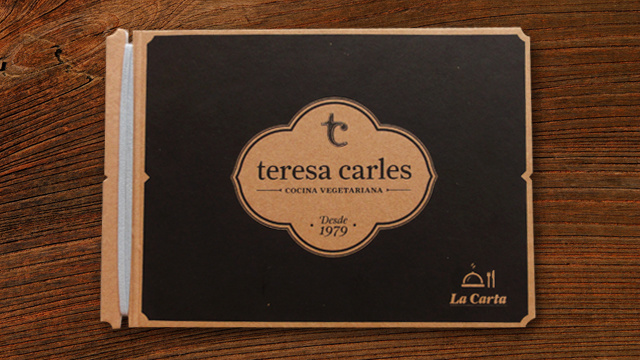 tc
teresa carles
COCINA VEGETARIANA
Desde
1979
La Carta